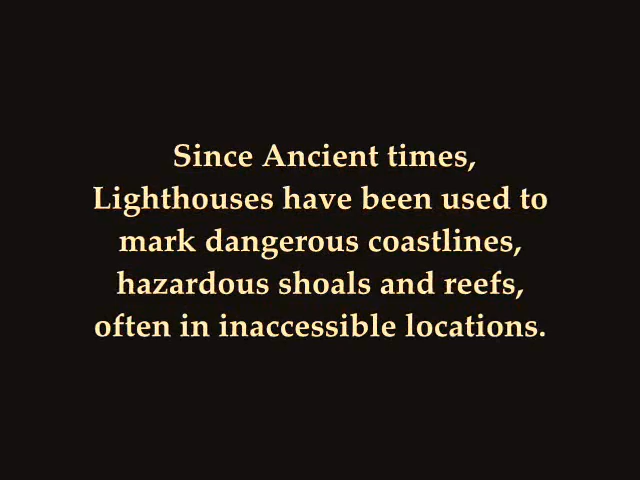 Since Ancient times,
Lighthouses have been used to
mark dangerous coastlines,
hazardous shoals and reefs,
often in inaccessible locations.